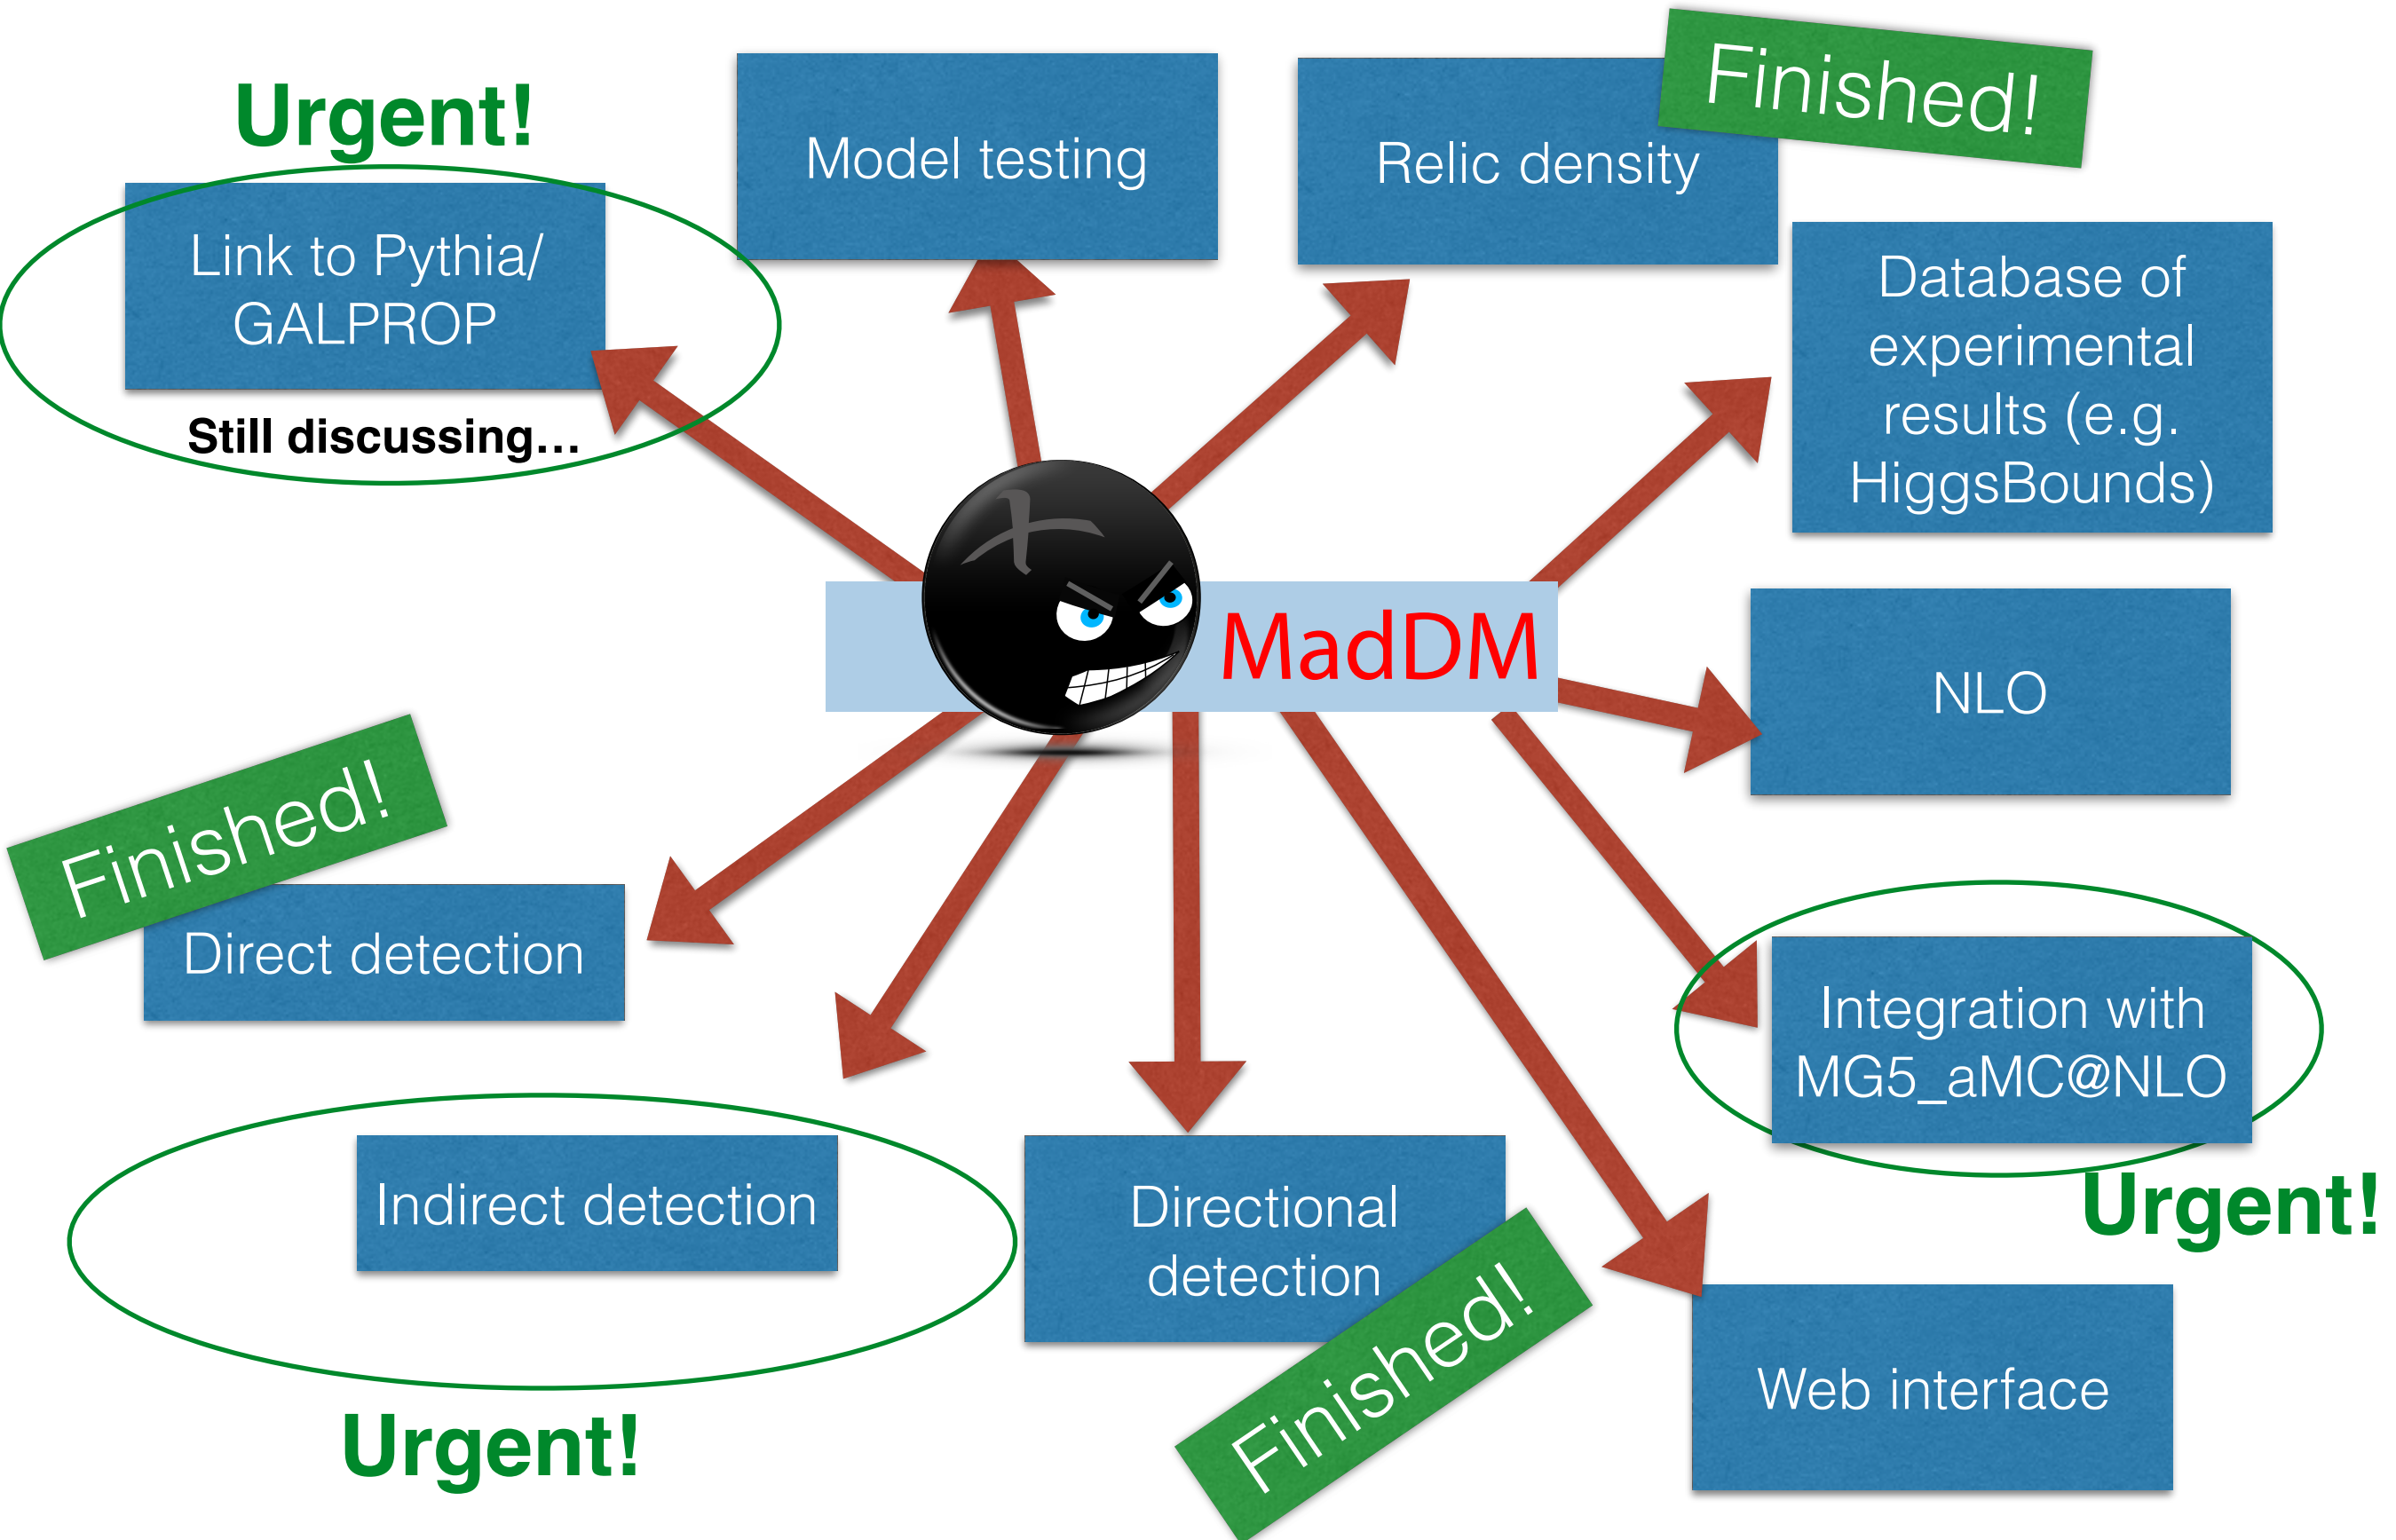 Urgent!
Link to Pythia/
GALPROP
Still discussing...
Model testing
Relic density
Finished!
Database of
experimental
results (e.g.
HiggsBounds)
MadDM
NLO
Finished!
Direct detection
Integration with
MG5_aMC@NLO
Urgent!
Indirect detection
Urgent!
Directional
detection
Finished!
Web interface